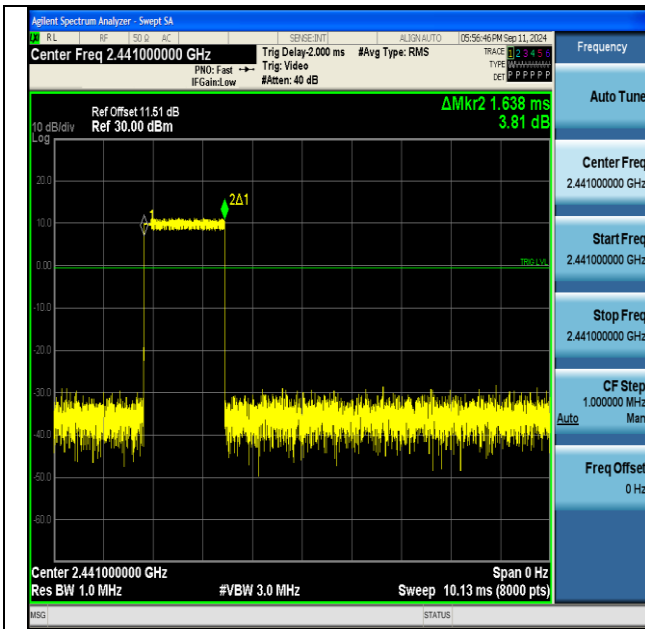 Agilent Spectrum Analyzer - Swept SA
RL RF 50 Ω AC SENSE:INT ALIGN AUTO 05:56:46 PM Sep 11, 2024
Center Freq 2.441000000 GHz
PNO: Fast
IFGain:Low
Trig Delay-2.000 ms
Trig: Video
#Atten: 40 dB
#Avg Type: RMS
TRACE 1 2 3 4 5 6
TYPE
DET P P P P P P
Frequency
Auto Tune
Center Freq
2.441000000 GHz
Start Freq
2.441000000 GHz
Stop Freq
2.441000000 GHz
CF Step
1.000000 MHz
Auto Man
Freq Offset
0 Hz
ΔMkr2 1.638 ms
3.81 dB
Ref Offset 11.51 dB
10 dB/div Ref 30.00 dBm
Log
20.0
10.0
0.00
-10.0
-20.0
-30.0
-40.0
-50.0
-60.0
1
2Δ1
TRIG LVL
Center 2.441000000 GHz Span 0 Hz
Res BW 1.0 MHz #VBW 3.0 MHz Sweep 10.13 ms (8000 pts)
MSG STATUS